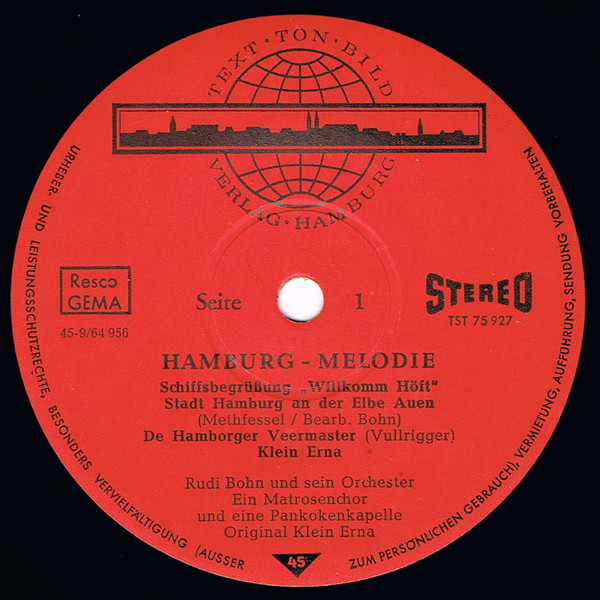 TEXT · TON · BILD
VERLAG · HAMBURG
URHEBER- UND LEISTUNGSSCHUTZRECHTE, BESONDERS VERVIELFÄLTIGUNG (AUSSER
ZUM PERSÖNLICHEN GEBRAUCH), VERMIETUNG, AUFFÜHRUNG, SENDUNG VORBEHALTEN
Resco
GEMA
45-9/64 956
Seite 1
STEREO
TST 75 927
HAMBURG - MELODIE
Schiffsbegrüßung „Willkomm Höft"
Stadt Hamburg an der Elbe Auen
(Methfessel / Bearb. Bohn)
De Hamborger Veermaster (Vullrigger)
Klein Erna
Rudi Bohn und sein Orchester
Ein Matrosenchor
und eine Pankokenkapelle
Original Klein Erna
45